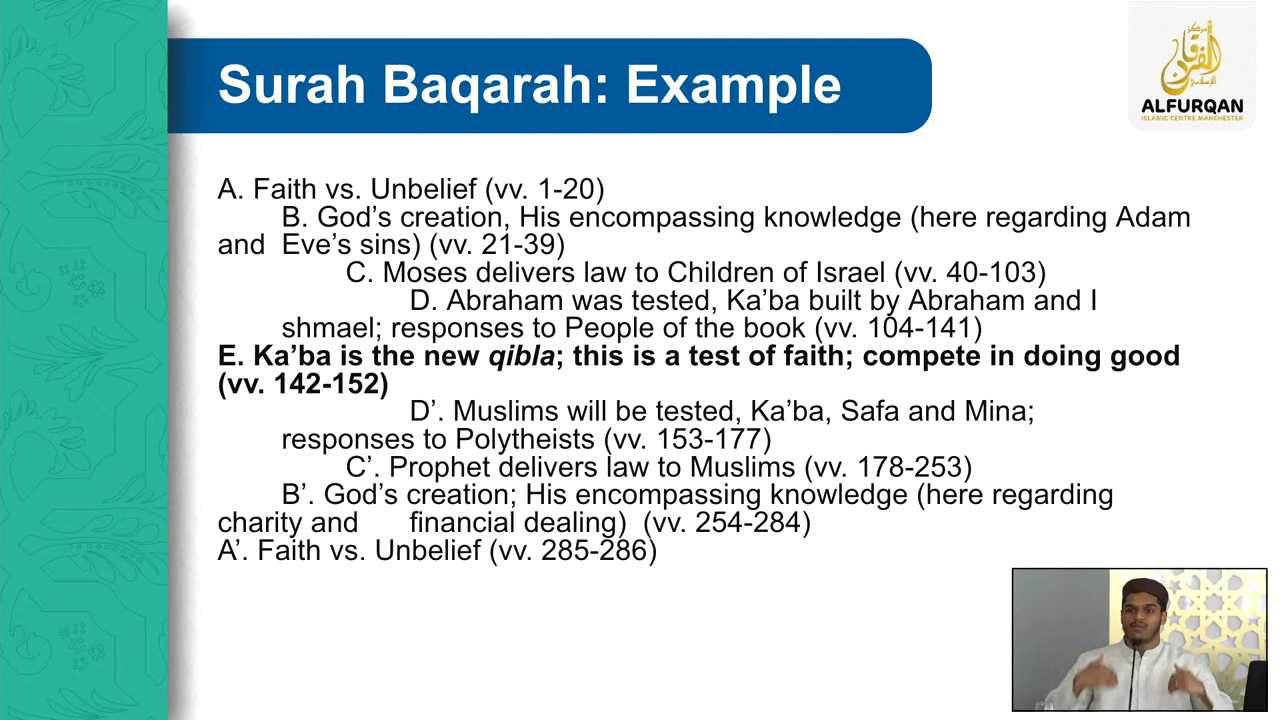 Surah Baqarah: Example
مركز
الفرقان
الإسلامي
ALFURQAN
ISLAMIC CENTRE MANCHESTER
A. Faith vs. Unbelief (vv. 1-20)
B. God’s creation, His encompassing knowledge (here regarding Adam
and Eve’s sins) (vv. 21-39)
C. Moses delivers law to Children of Israel (vv. 40-103)
D. Abraham was tested, Ka’ba built by Abraham and I
shmael; responses to People of the book (vv. 104-141)
E. Ka’ba is the new qibla; this is a test of faith; compete in doing good
(vv. 142-152)
D’. Muslims will be tested, Ka’ba, Safa and Mina;
responses to Polytheists (vv. 153-177)
C’. Prophet delivers law to Muslims (vv. 178-253)
B’. God’s creation; His encompassing knowledge (here regarding
charity and financial dealing) (vv. 254-284)
A’. Faith vs. Unbelief (vv. 285-286)